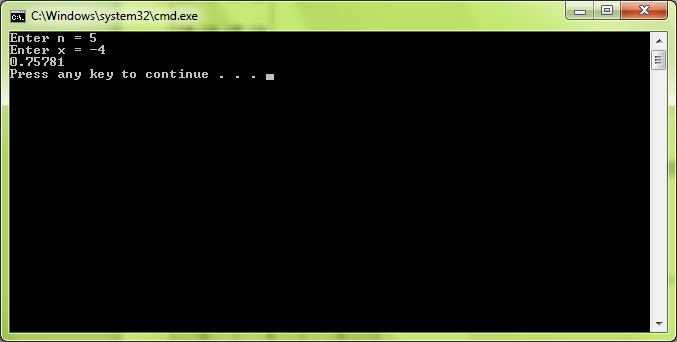 C:\Windows\system32\cmd.exe
Enter n = 5
Enter x = -4
0.75781
Press any key to continue . . .